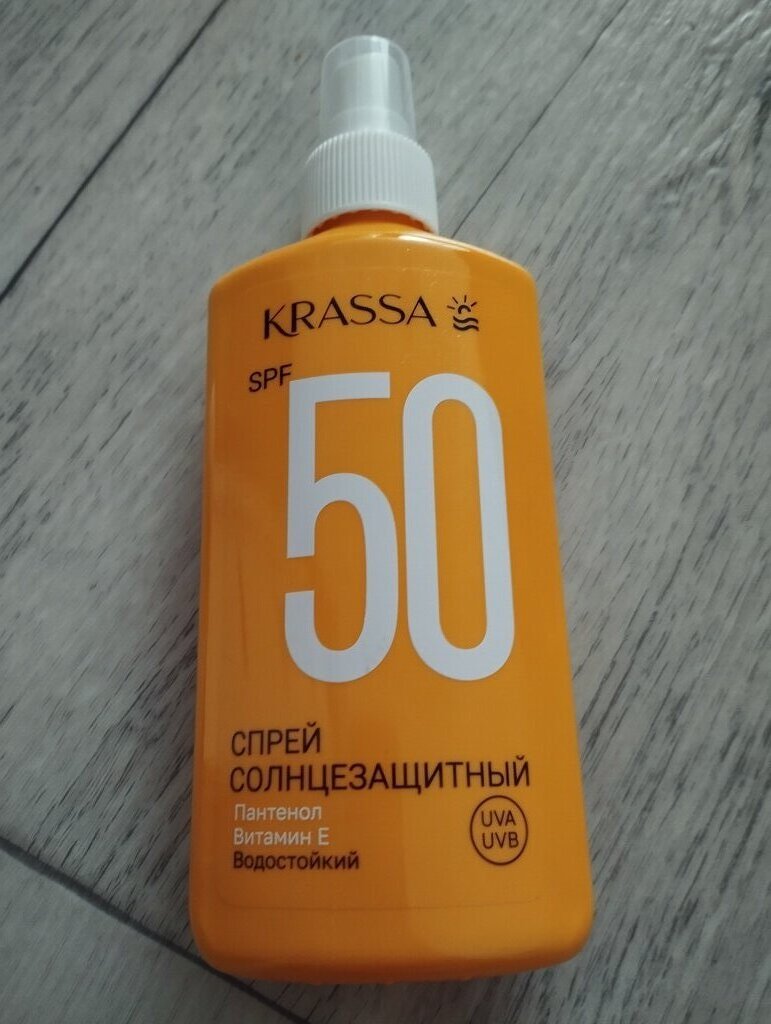 KRASSA
SPF
50
СПРЕЙ
СОЛНЦЕЗАЩИТНЫЙ
Пантенол
Витамин Е
Водостойкий
UVA
UVB